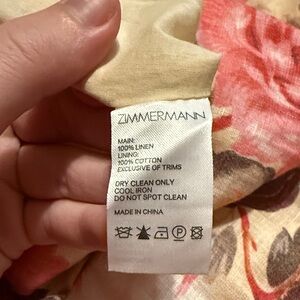 ZIMMERMANN
MAIN:
100% LINEN
LINING:
100% COTTON
EXCLUSIVE OF TRIMS
DRY CLEAN ONLY
COOL IRON
DO NOT SPOT CLEAN
MADE IN CHINA
P